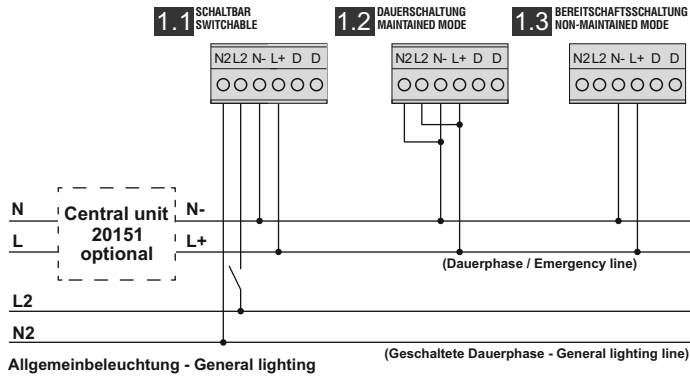 1.1 SCHALTBAR
SWITCHABLE
1.2 DAUERSCHALTUNG
MAINTAINED MODE
1.3 BEREITSCHAFTSSCHALTUNG
NON-MAINTAINED MODE
N2 L2 N- L+ D D
N2 L2 N- L+ D D
N2 L2 N- L+ D D
N
Central unit
20151
optional
N-
L
L+
(Dauerphase / Emergency line)
L2
N2
(Geschaltete Dauerphase - General lighting line)
Allgemeinbeleuchtung - General lighting